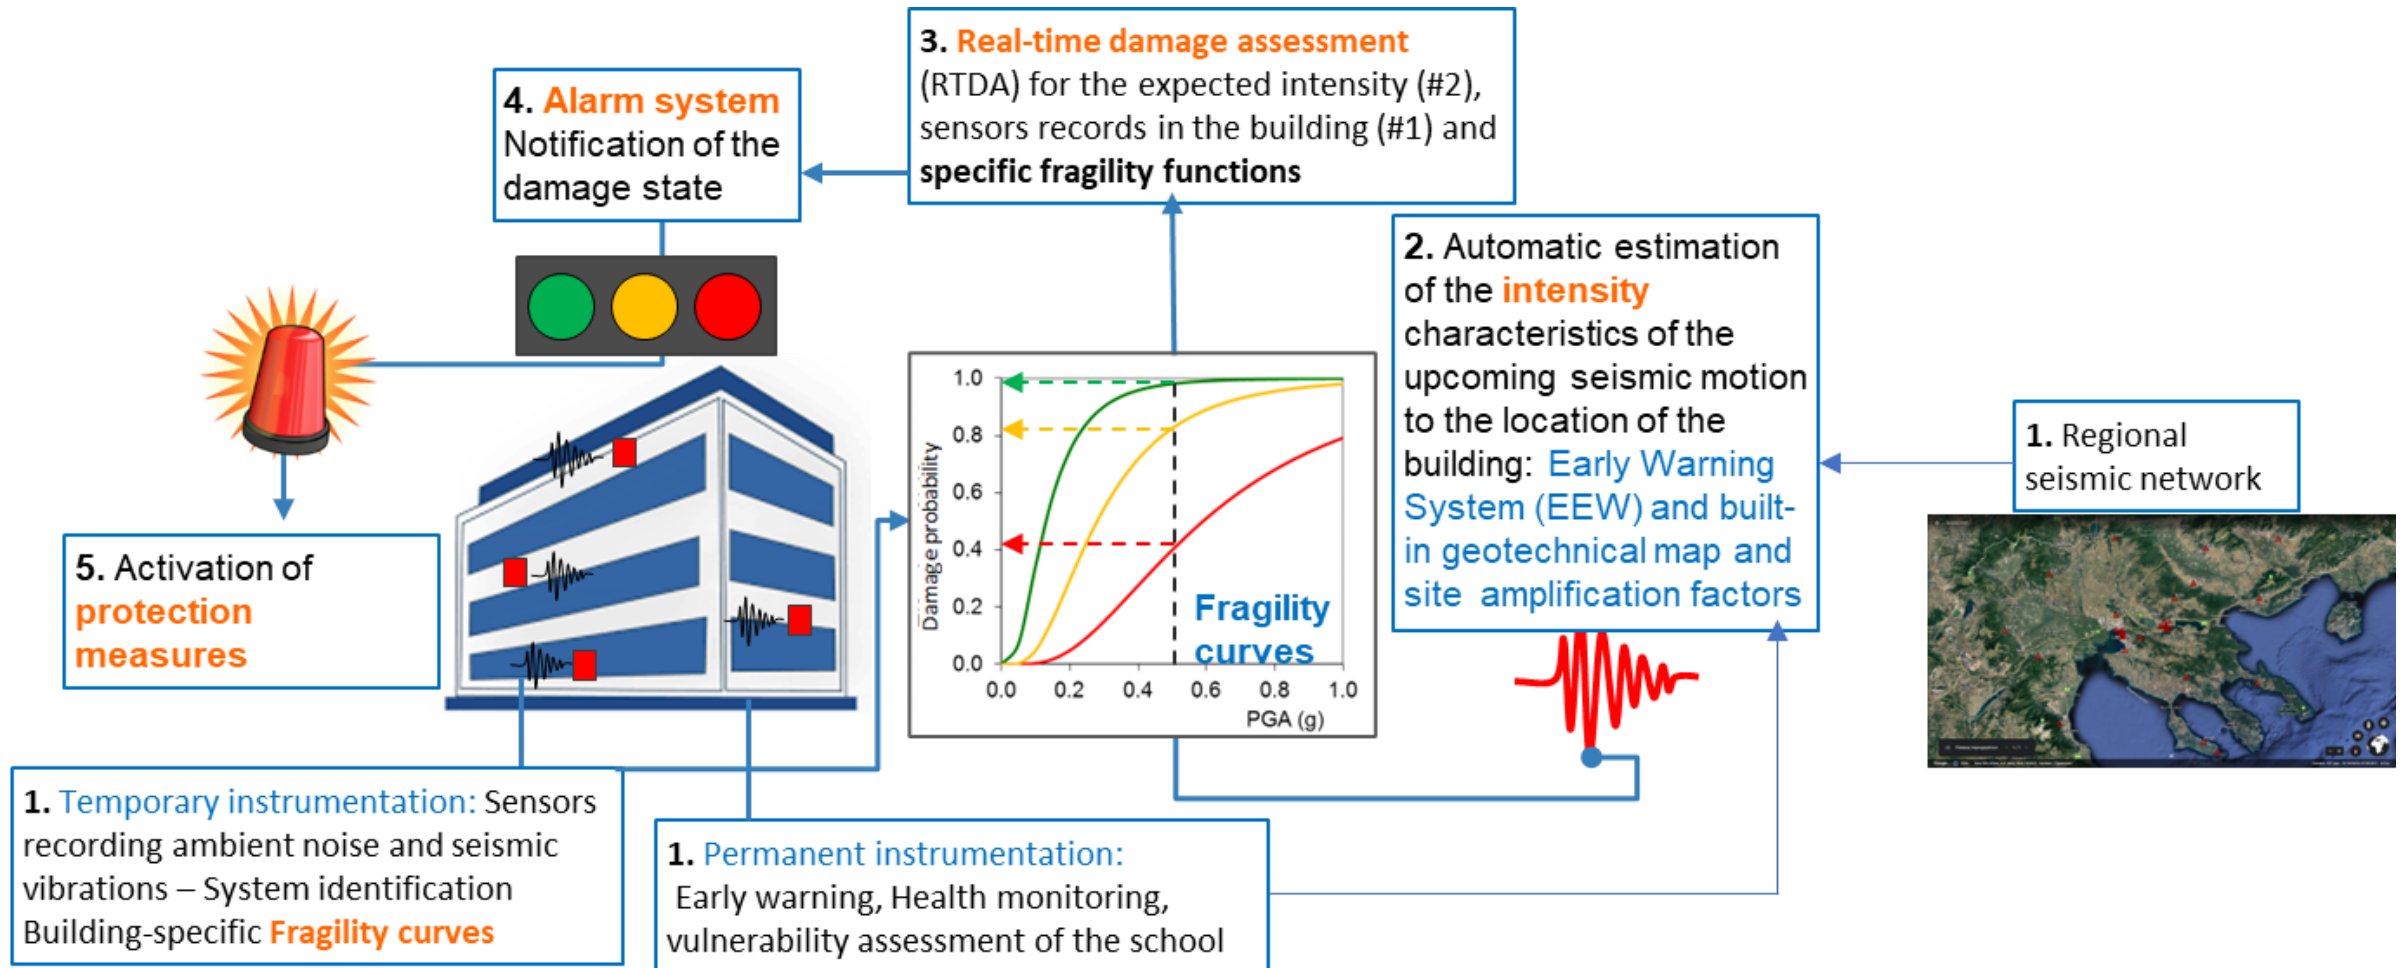 3. Real-time damage assessment
(RTDA) for the expected intensity (#2),
sensors records in the building (#1) and
specific fragility functions
4. Alarm system
Notification of the
damage state
2. Automatic estimation
of the intensity
characteristics of the
upcoming seismic motion
to the location of the
building: Early Warning
System (EEW) and built-
in geotechnical map and
site amplification factors
1. Regional
seismic network
5. Activation of
protection
measures
Damage probability
1.0
0.8
0.6
0.4
0.2
0.0
Fragility
curves
0.0 0.2 0.4 0.6 0.8 1.0
PGA (g)
1. Temporary instrumentation: Sensors
recording ambient noise and seismic
vibrations – System identification
Building-specific Fragility curves
1. Permanent instrumentation:
Early warning, Health monitoring,
vulnerability assessment of the school